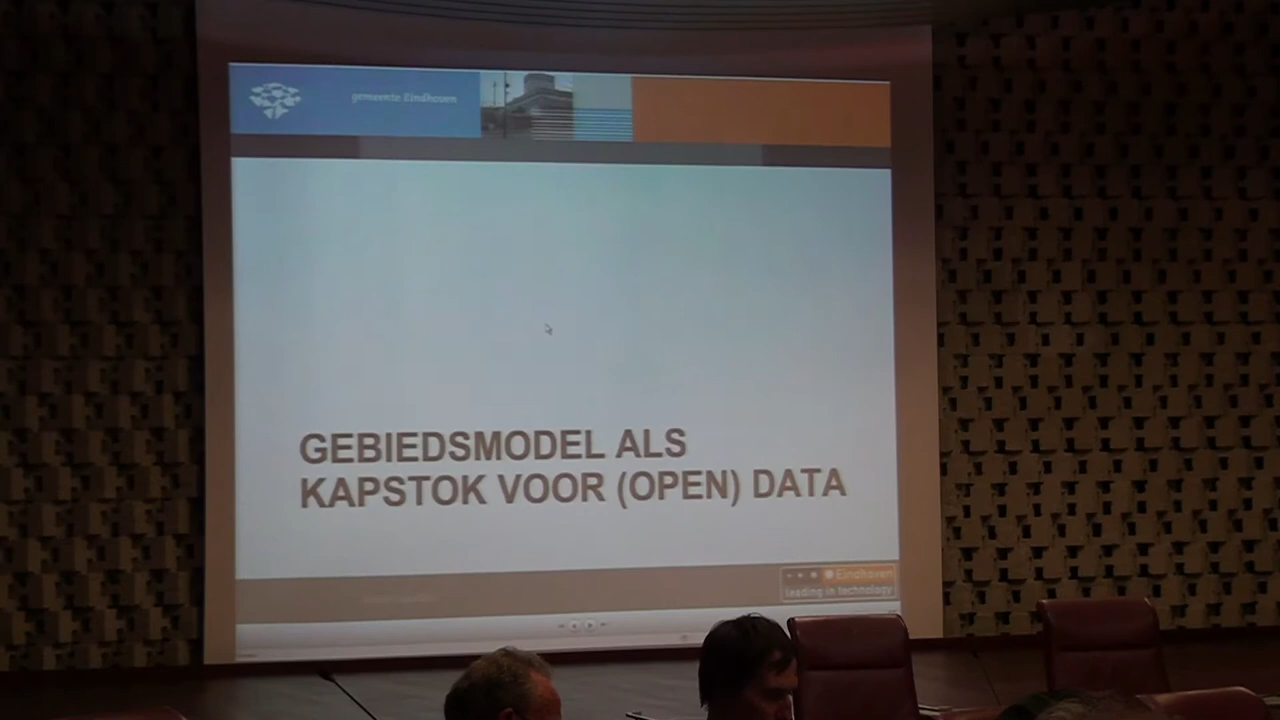 gemeente Eindhoven
GEBIEDSMODEL ALS
KAPSTOK VOOR (OPEN) DATA
Eindhoven
leading in technology